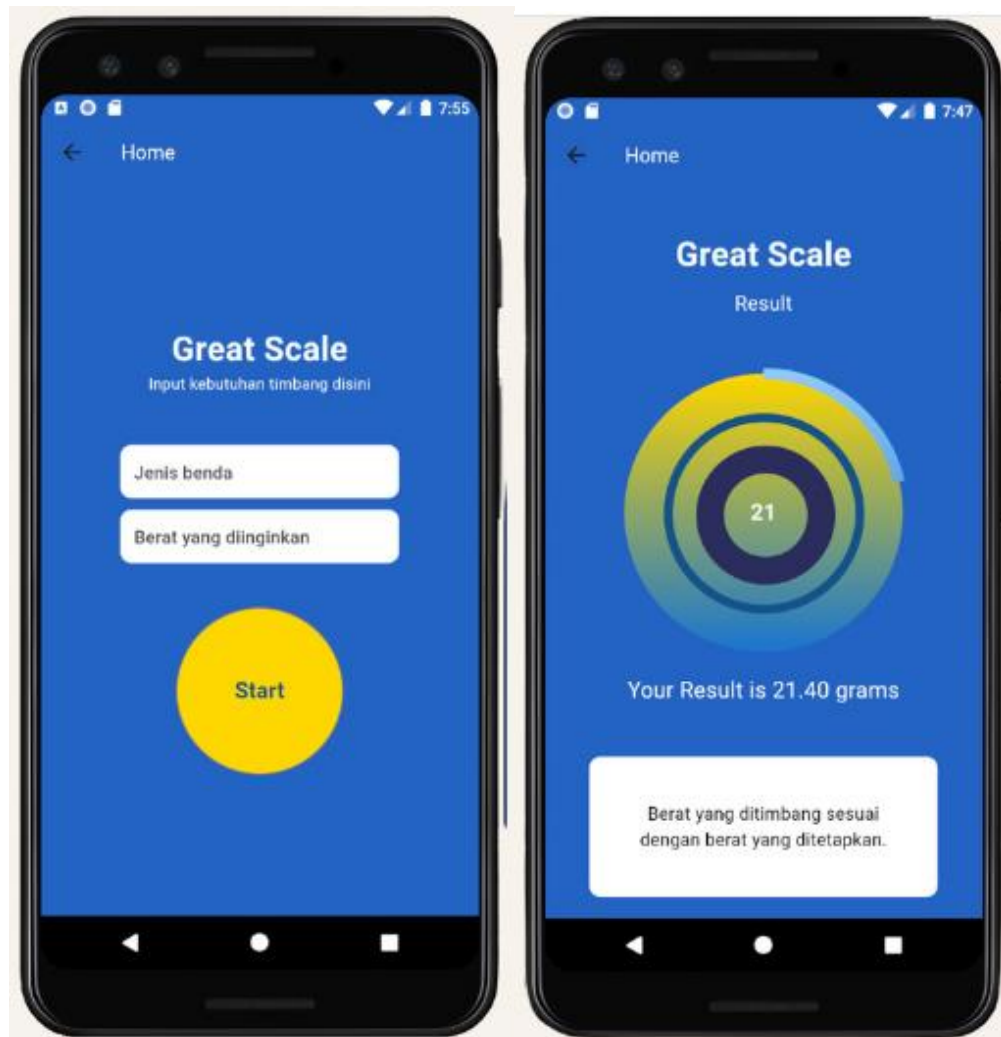 7:55
Home
Great Scale
Input kebutuhan timbang disini
Jenis benda
Berat yang diinginkan
Start
7:47
Home
Great Scale
Result
21
Your Result is 21.40 grams
Berat yang ditimbang sesuai
dengan berat yang ditetapkan.